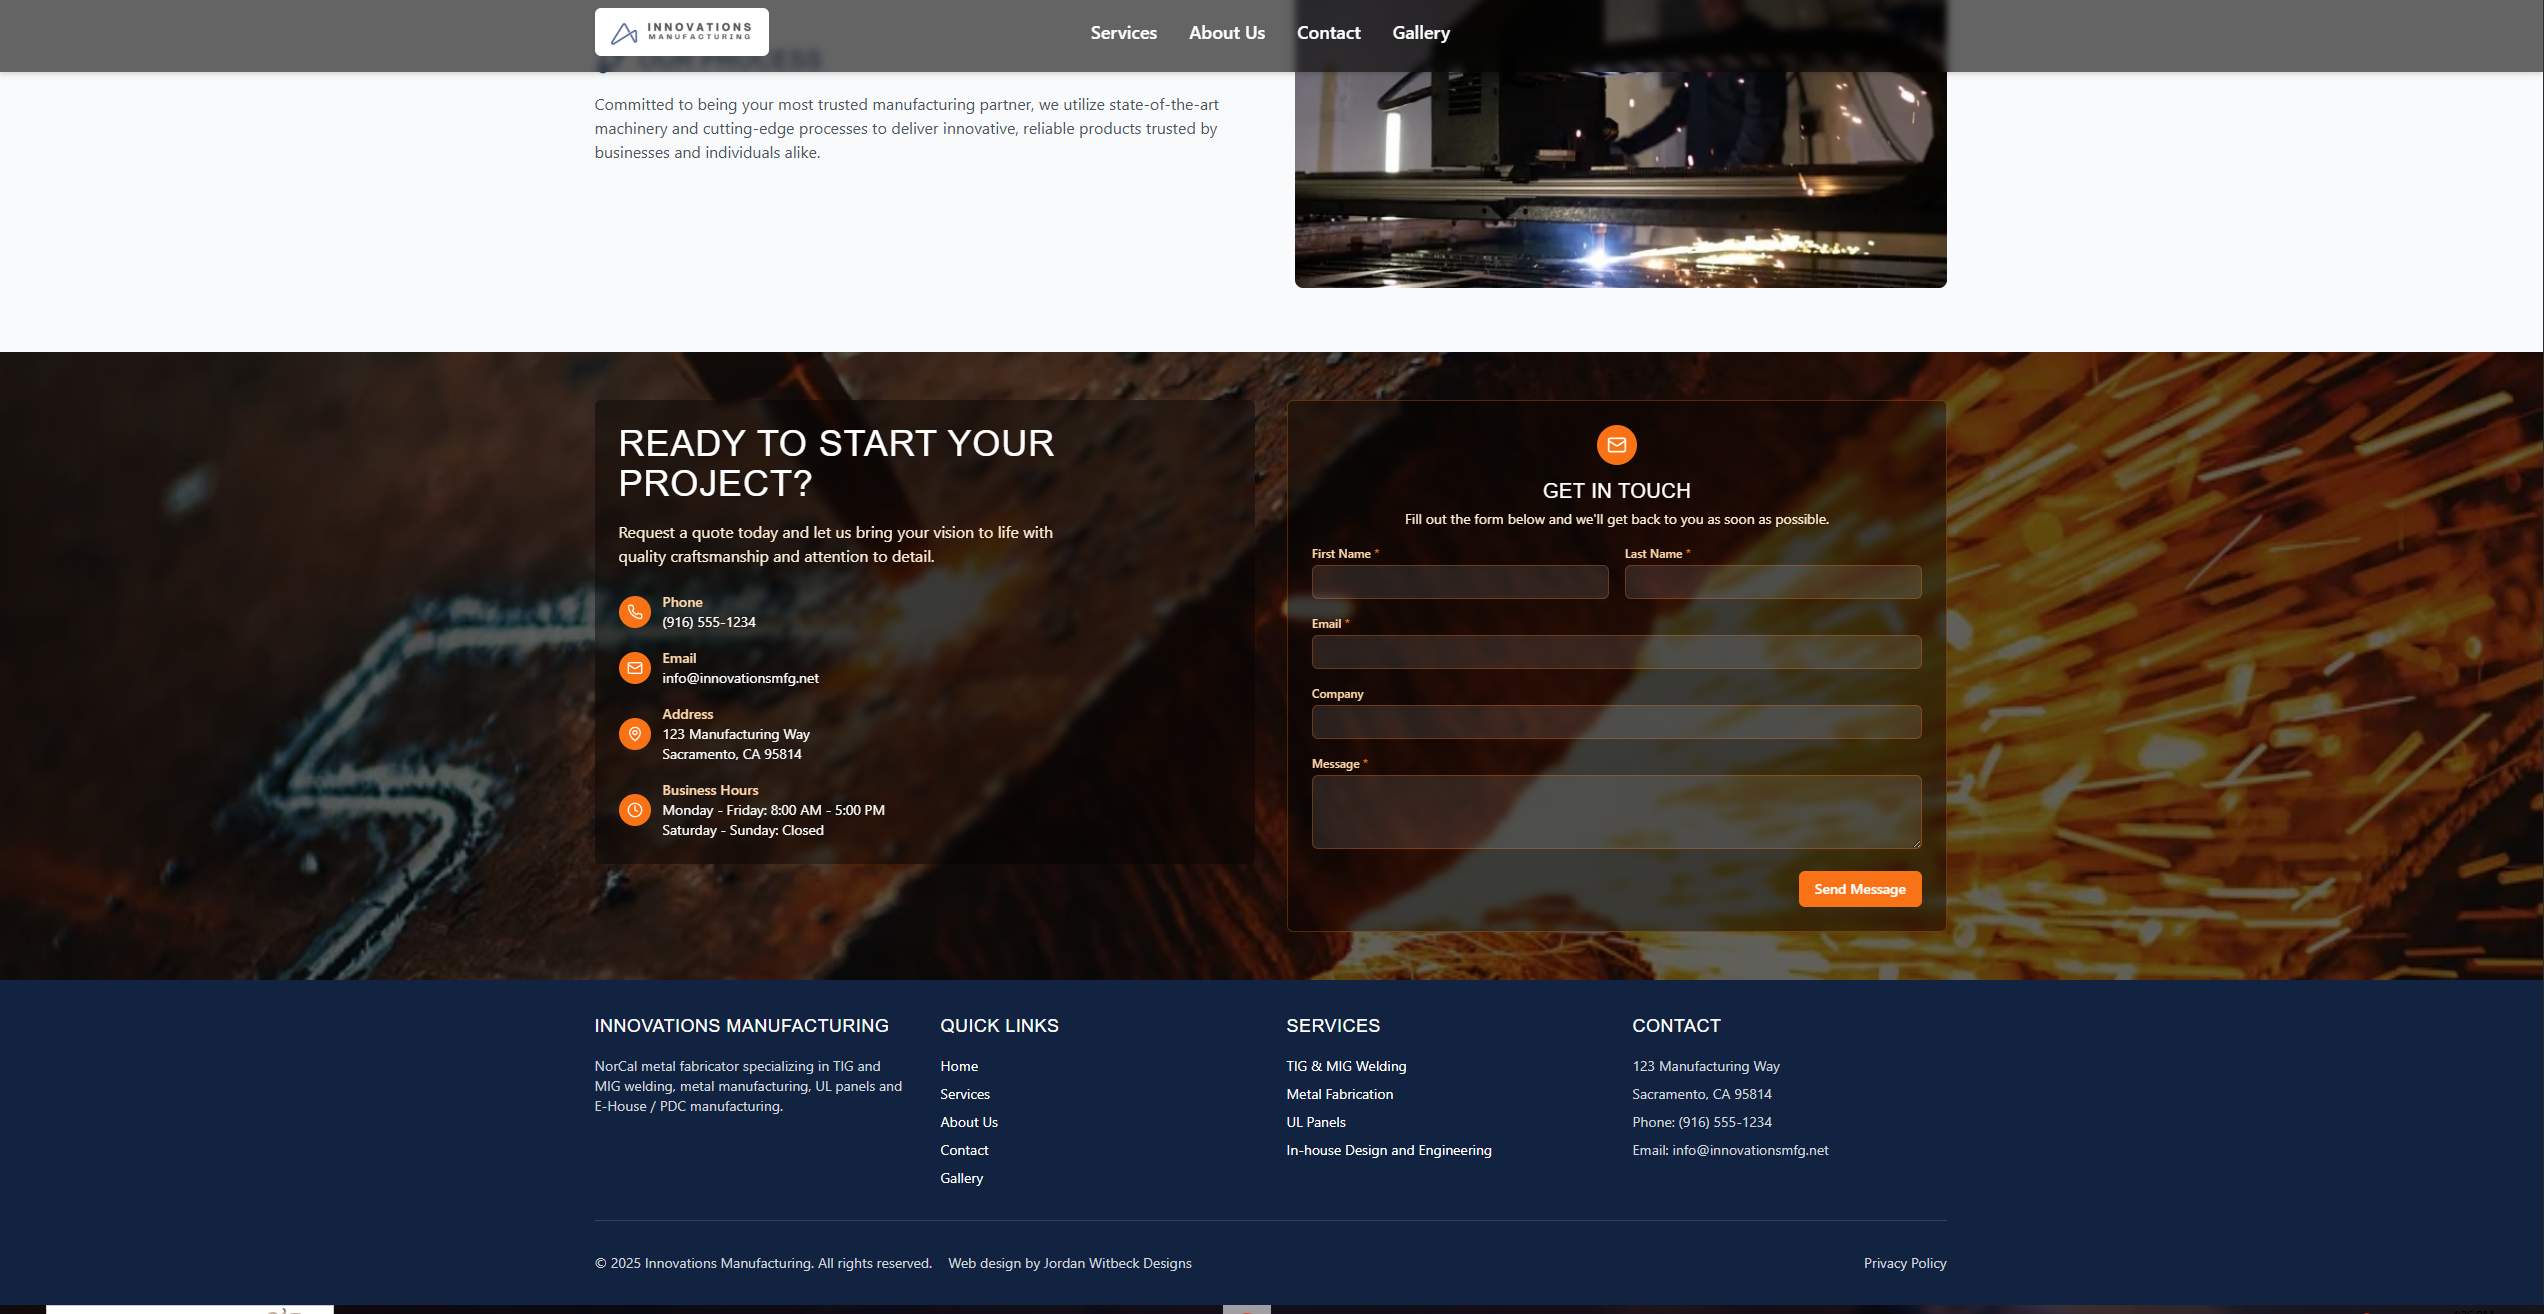 INNOVATIONS
MANUFACTURING
Services
About Us
Contact
Gallery
OUR PROCESS
Committed to being your most trusted manufacturing partner, we utilize state-of-the-art
machinery and cutting-edge processes to deliver innovative, reliable products trusted by
businesses and individuals alike.
READY TO START YOUR
PROJECT?
Request a quote today and let us bring your vision to life with
quality craftsmanship and attention to detail.
Phone
(916) 555-1234
Email
info@innovationsmfg.net
Address
123 Manufacturing Way
Sacramento, CA 95814
Business Hours
Monday - Friday: 8:00 AM - 5:00 PM
Saturday - Sunday: Closed
GET IN TOUCH
Fill out the form below and we'll get back to you as soon as possible.
First Name *
Last Name *
Email *
Company
Message *
Send Message
INNOVATIONS MANUFACTURING
NorCal metal fabricator specializing in TIG and
MIG welding, metal manufacturing, UL panels and
E-House / PDC manufacturing.
QUICK LINKS
Home
Services
About Us
Contact
Gallery
SERVICES
TIG & MIG Welding
Metal Fabrication
UL Panels
In-house Design and Engineering
CONTACT
123 Manufacturing Way
Sacramento, CA 95814
Phone: (916) 555-1234
Email: info@innovationsmfg.net
© 2025 Innovations Manufacturing. All rights reserved.
Web design by Jordan Witbeck Designs
Privacy Policy